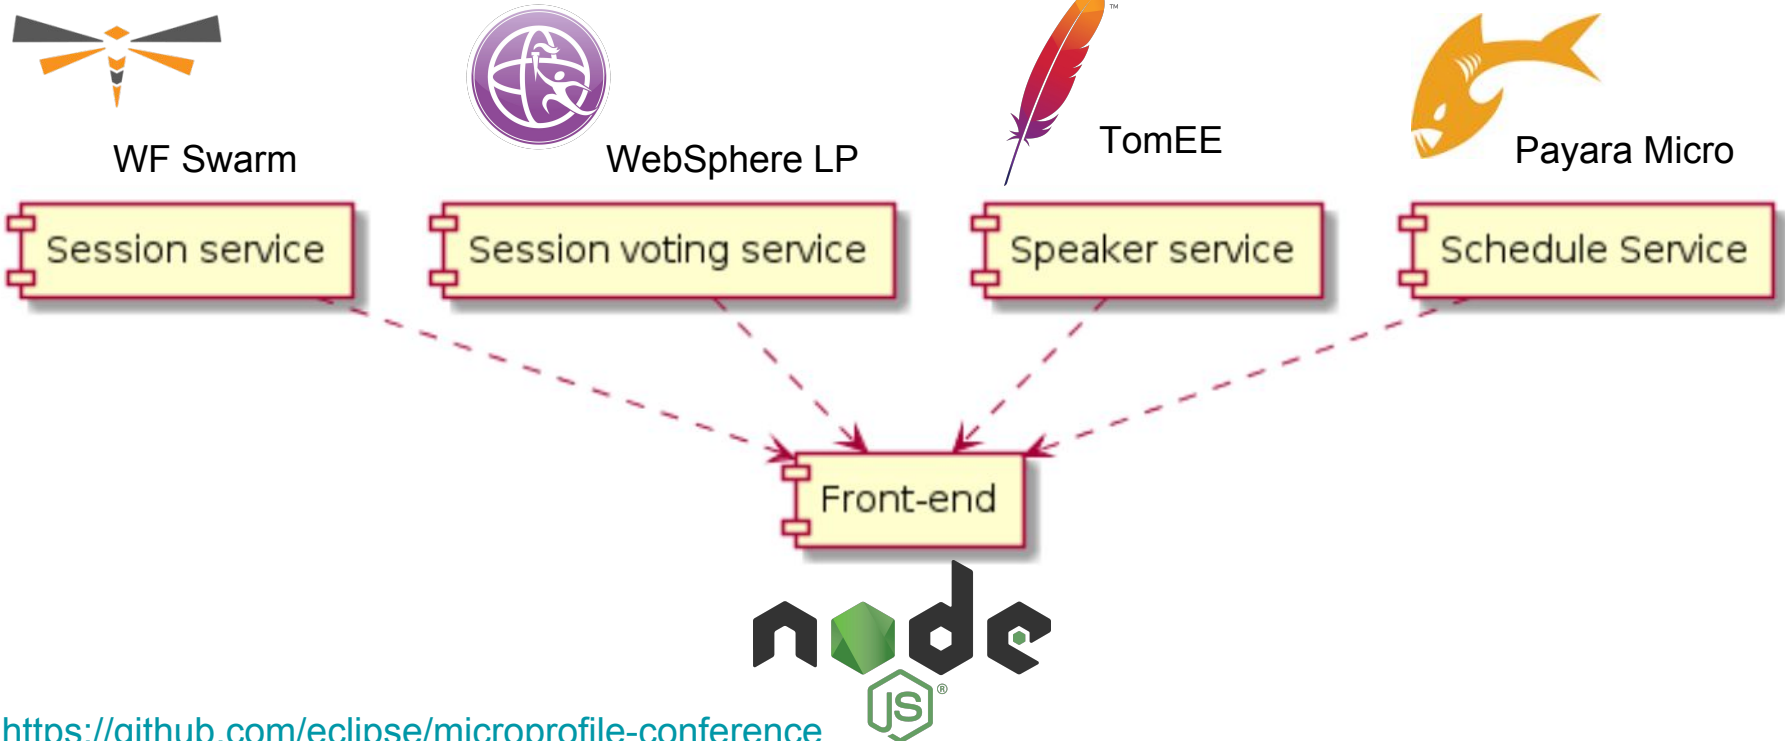 TM
WF Swarm
WebSphere LP
TomEE
Payara Micro
Session service
Session voting service
Speaker service
Schedule Service
Front-end
node
JS®
https://github.com/eclipse/microprofile-conference